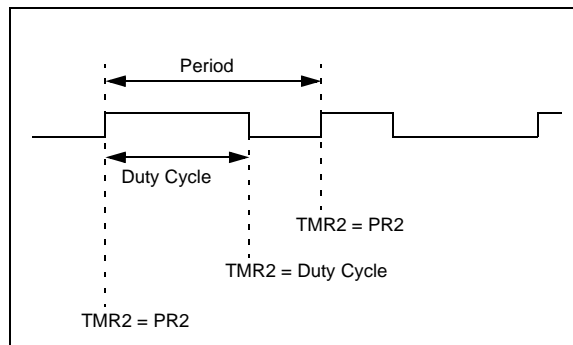 Period
Duty Cycle
TMR2 = PR2
TMR2 = Duty Cycle
TMR2 = PR2